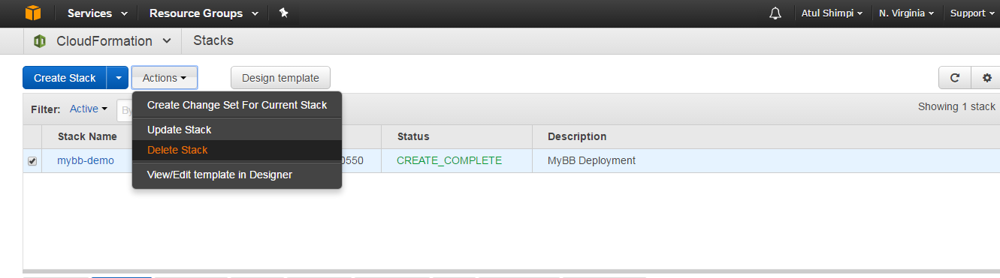 Services Resource Groups Atul Shimpi N. Virginia Support
CloudFormation Stacks
Create Stack Actions Design template
Create Change Set For Current Stack
Filter: Active By Showing 1 stack
Update Stack
Stack Name Status Description
Delete Stack
mybb-demo 0550 CREATE_COMPLETE MyBB Deployment
View/Edit template in Designer